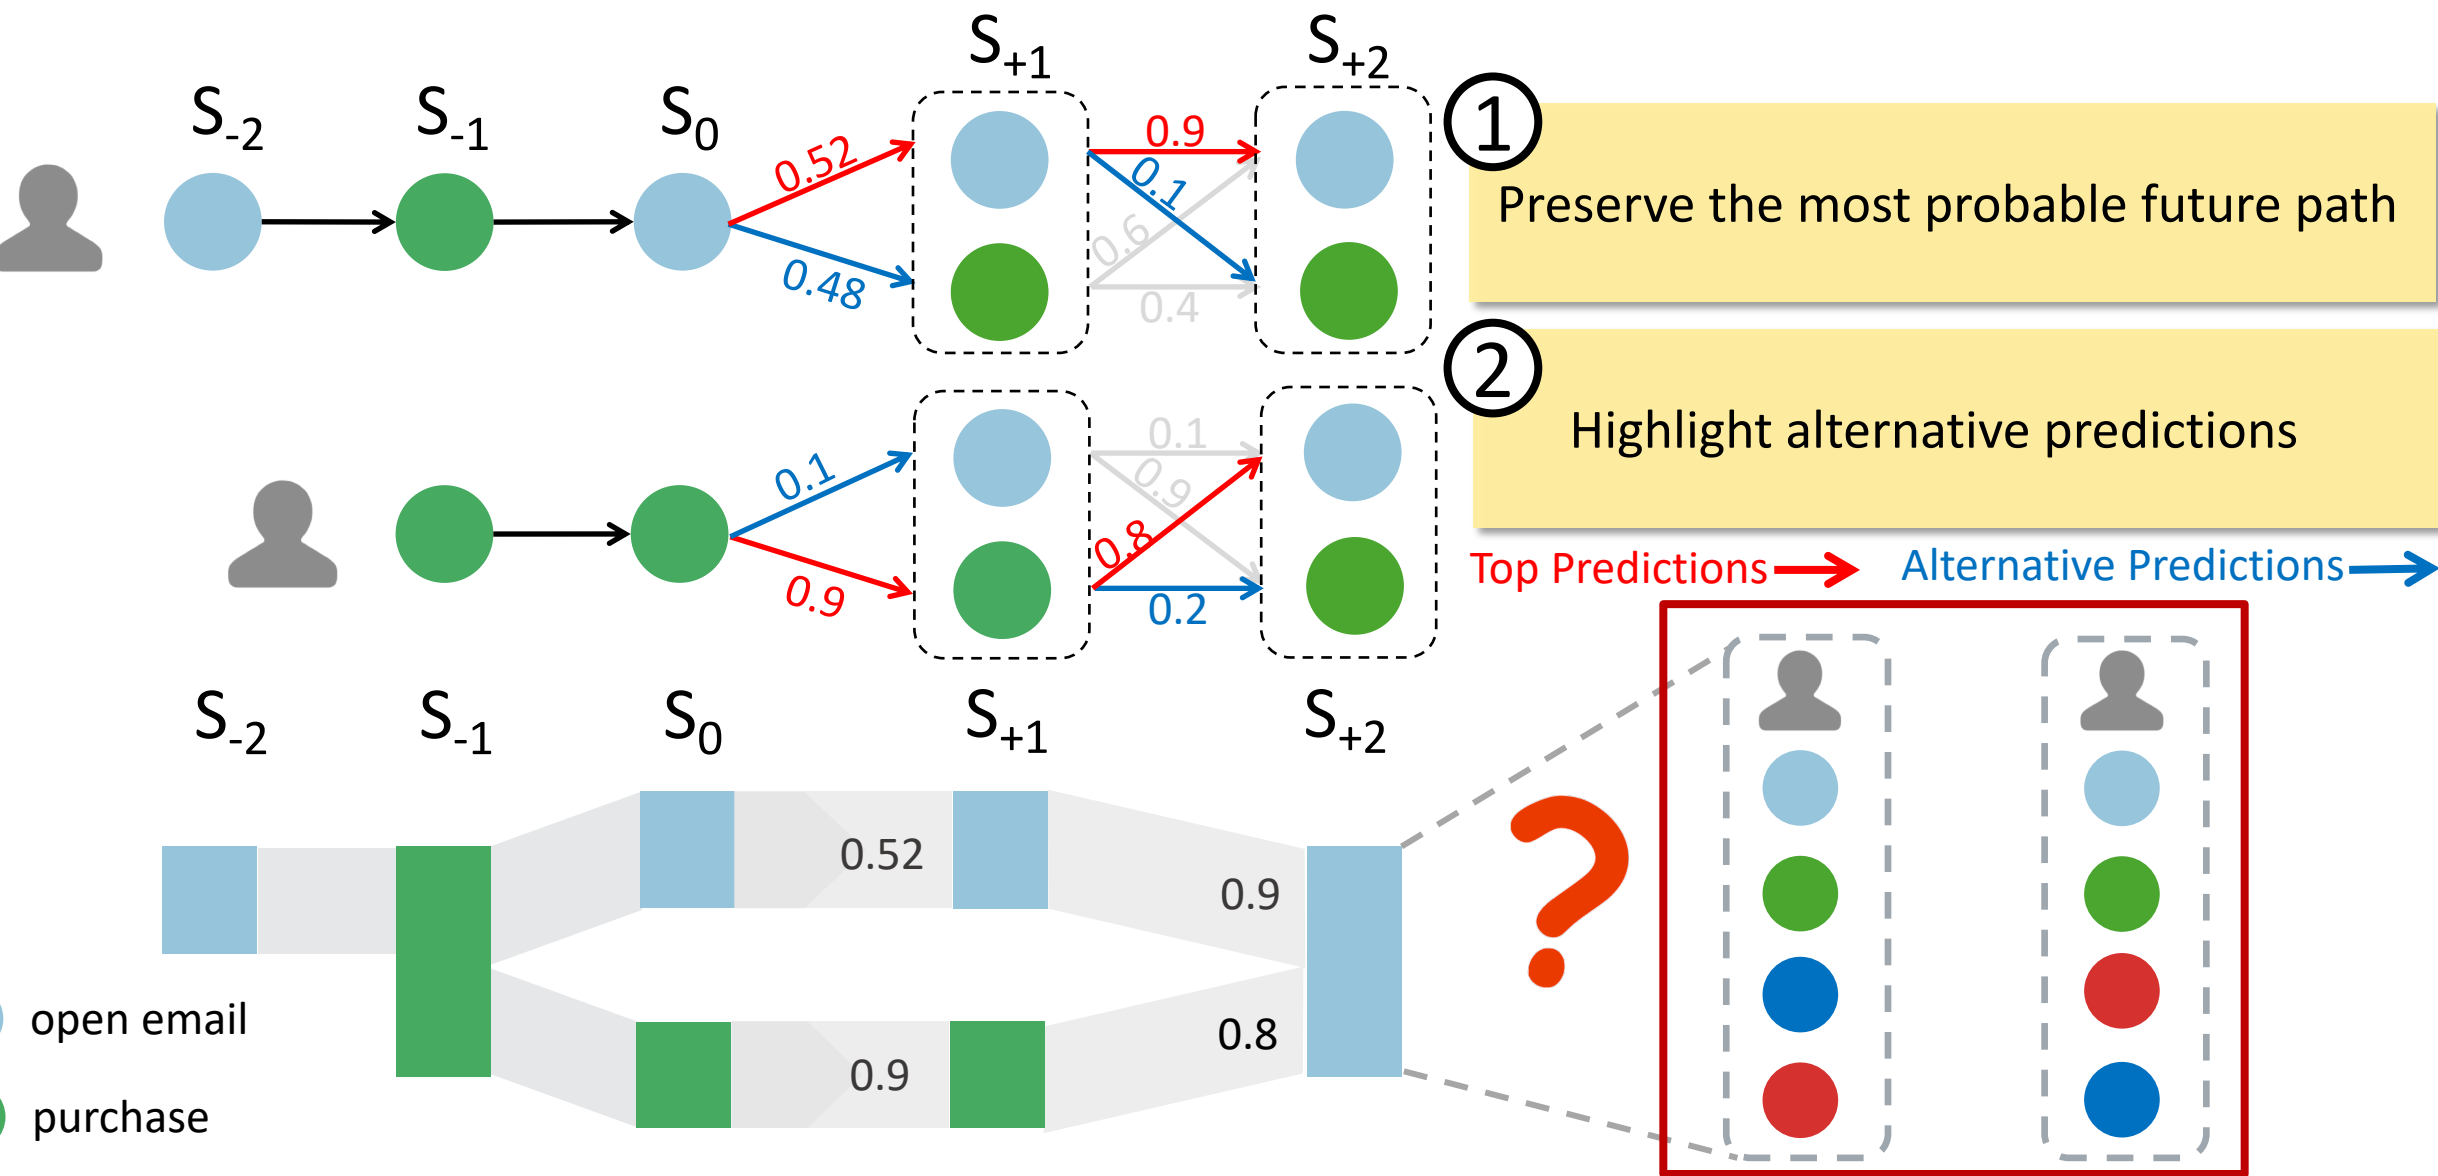 S+1 S+2
S-2 S-1 S0
1
0.52 0.9
0.1
Preserve the most probable future path
0.6
0.48 0.4
2
0.1
Highlight alternative predictions
0.1 0.9
0.8
Top Predictions Alternative Predictions
0.9 0.2
S-2 S-1 S0 S+1 S+2
0.52
0.9
?
open email
0.8
0.9
purchase